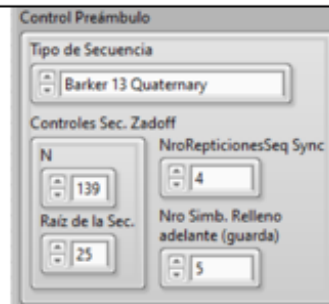 Control Preámbulo
Tipo de Secuencia
Barker 13 Quaternary
Controles Sec. Zadoff
N
139
Raíz de la Sec.
25
NroRepticionesSeq Sync
4
Nro Simb. Relleno
adelante (guarda)
5